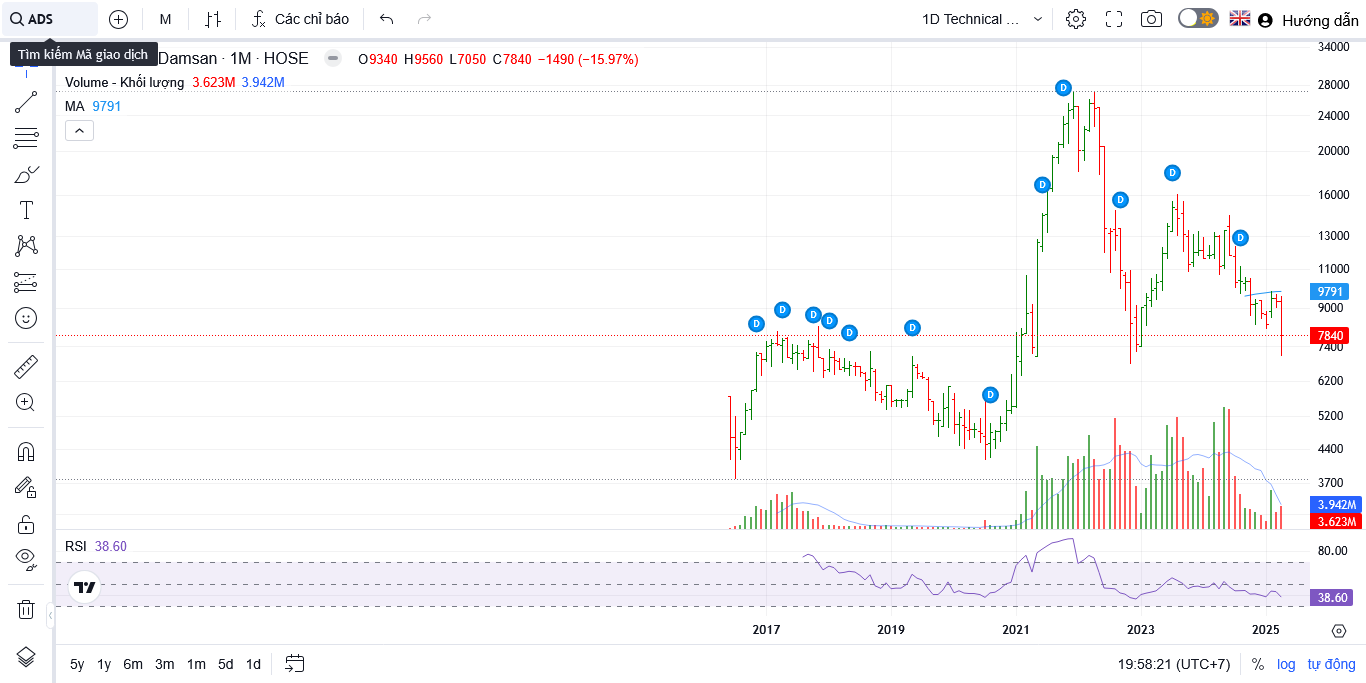 ADS
M
Các chỉ báo
1D Technical ...
Hướng dẫn
Tìm kiếm Mã giao dịch
Damsan · 1M · HOSE
O9340 H9560 L7050 C7840 −1490 (−15.97%)
Volume - Khối lượng 3.623M 3.942M
MA 9791
34000
28000
24000
20000
16000
13000
11000
9791
9000
7840
7400
6200
5200
4400
3700
3.942M
3.623M
D
D
D
D
D
D
D
D
D
D
D
D
RSI 38.60
80.00
38.60
2017 2019 2021 2023 2025
5y 1y 6m 3m 1m 5d 1d
19:58:21 (UTC+7) % log tự động